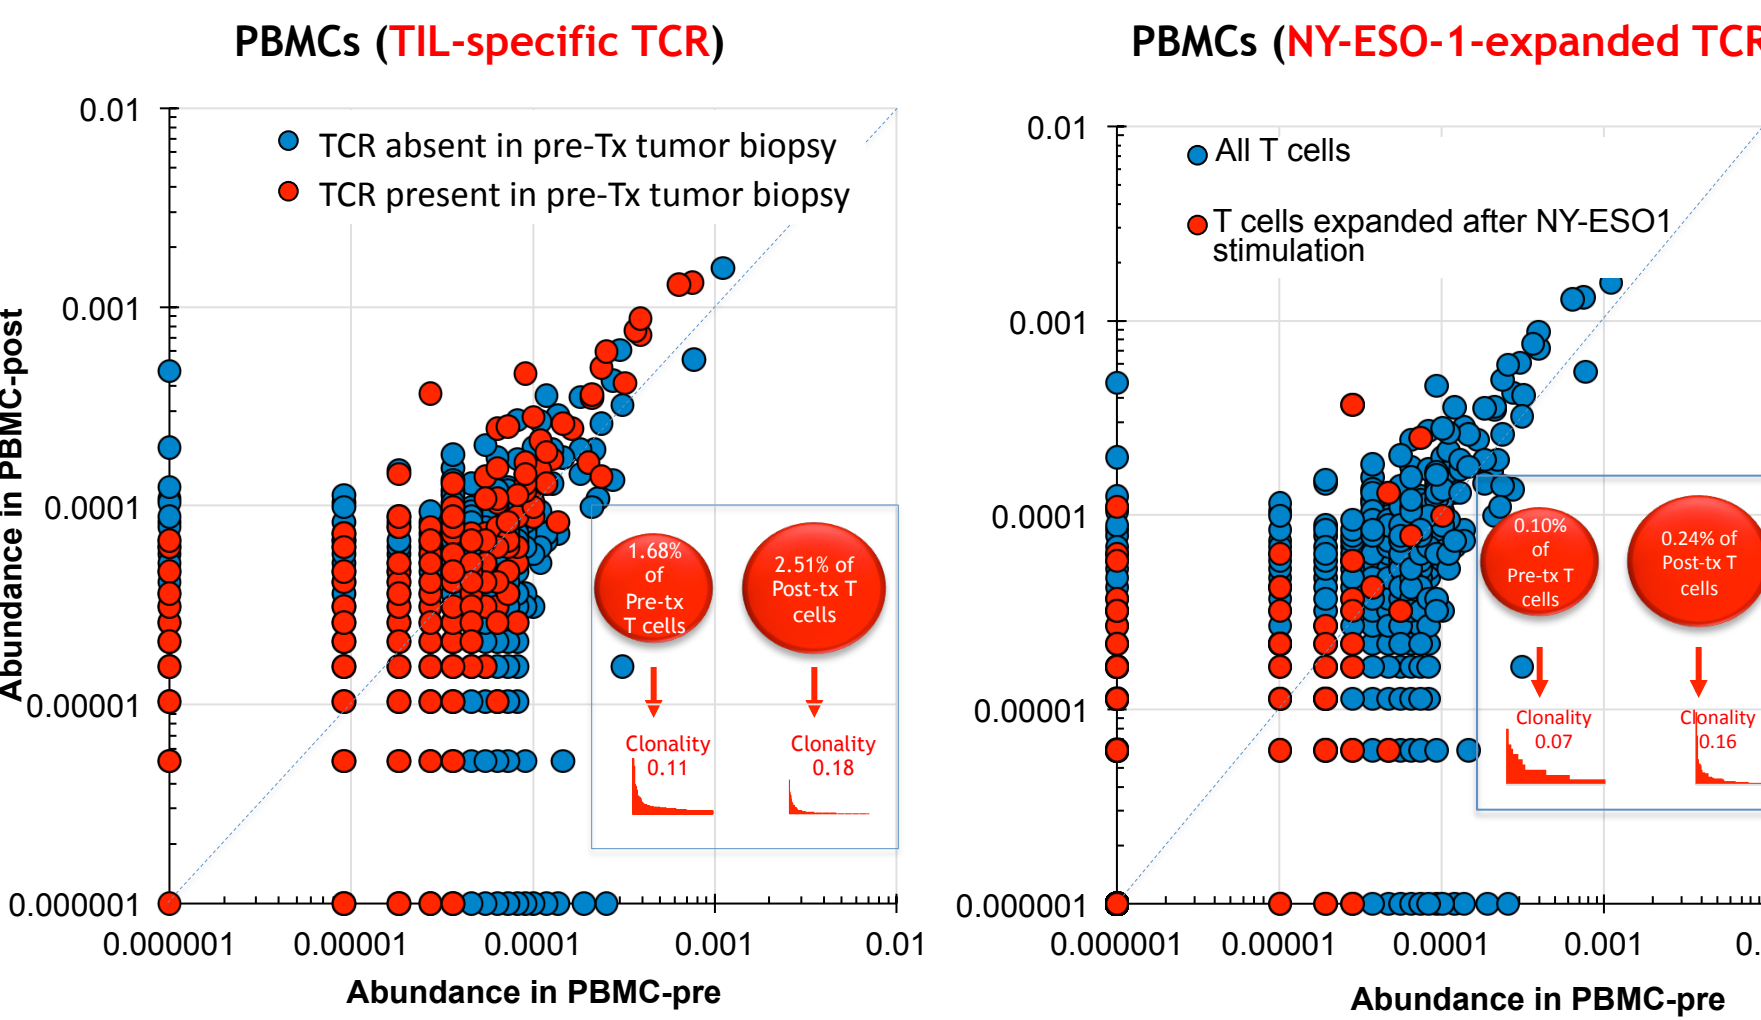 PBMCs (TIL-specific TCR)
0.01
0.001
0.0001
0.00001
0.000001
Abundance in PBMC-post
TCR absent in pre-Tx tumor biopsy
TCR present in pre-Tx tumor biopsy
1.68%
of
Pre-tx
T cells
2.51% of
Post-tx T
cells
Clonality
0.11
Clonality
0.18
0.000001 0.00001 0.0001 0.001 0.01
Abundance in PBMC-pre
PBMCs (NY-ESO-1-expanded TCR
0.01
0.001
0.0001
0.00001
0.000001
All T cells
T cells expanded after NY-ESO1
stimulation
0.10%
of
Pre-tx T
cells
0.24% of
Post-tx T
cells
Clonality
0.07
Clonality
0.16
0.000001 0.00001 0.0001 0.001 0.
Abundance in PBMC-pre